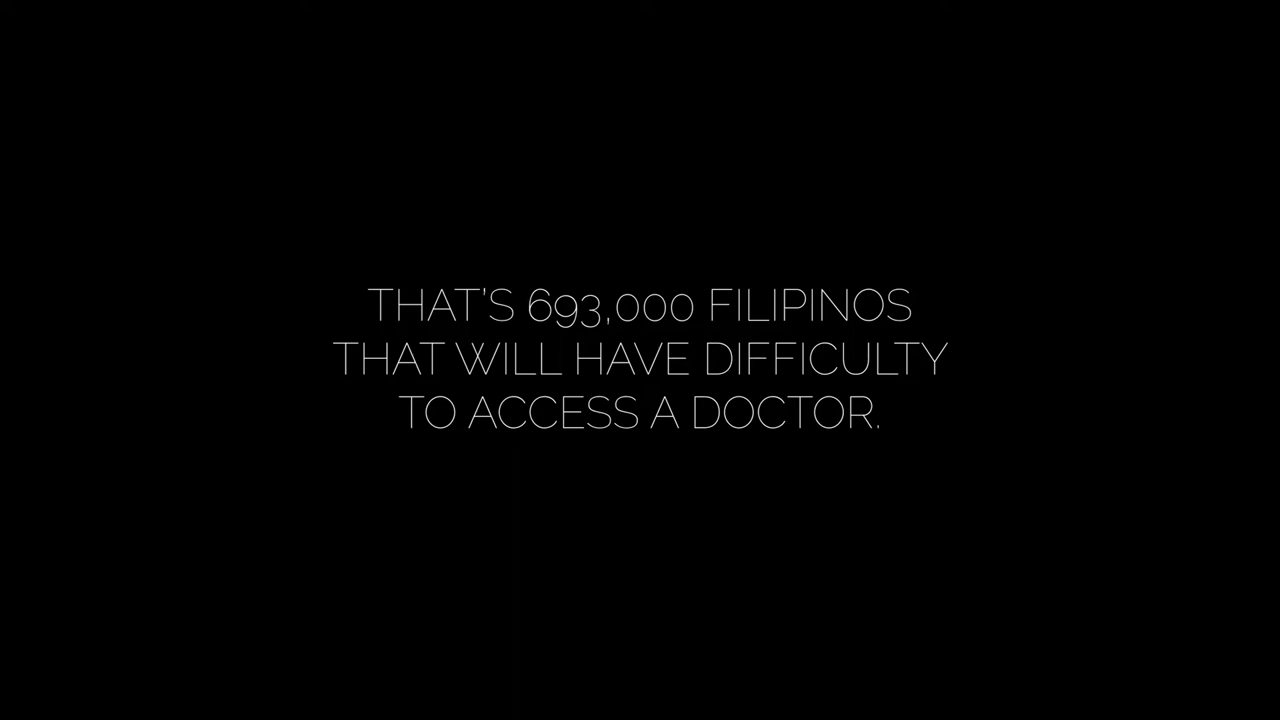 THAT'S 693,000 FILIPINOS
THAT WILL HAVE DIFFICULTY
TO ACCESS A DOCTOR.